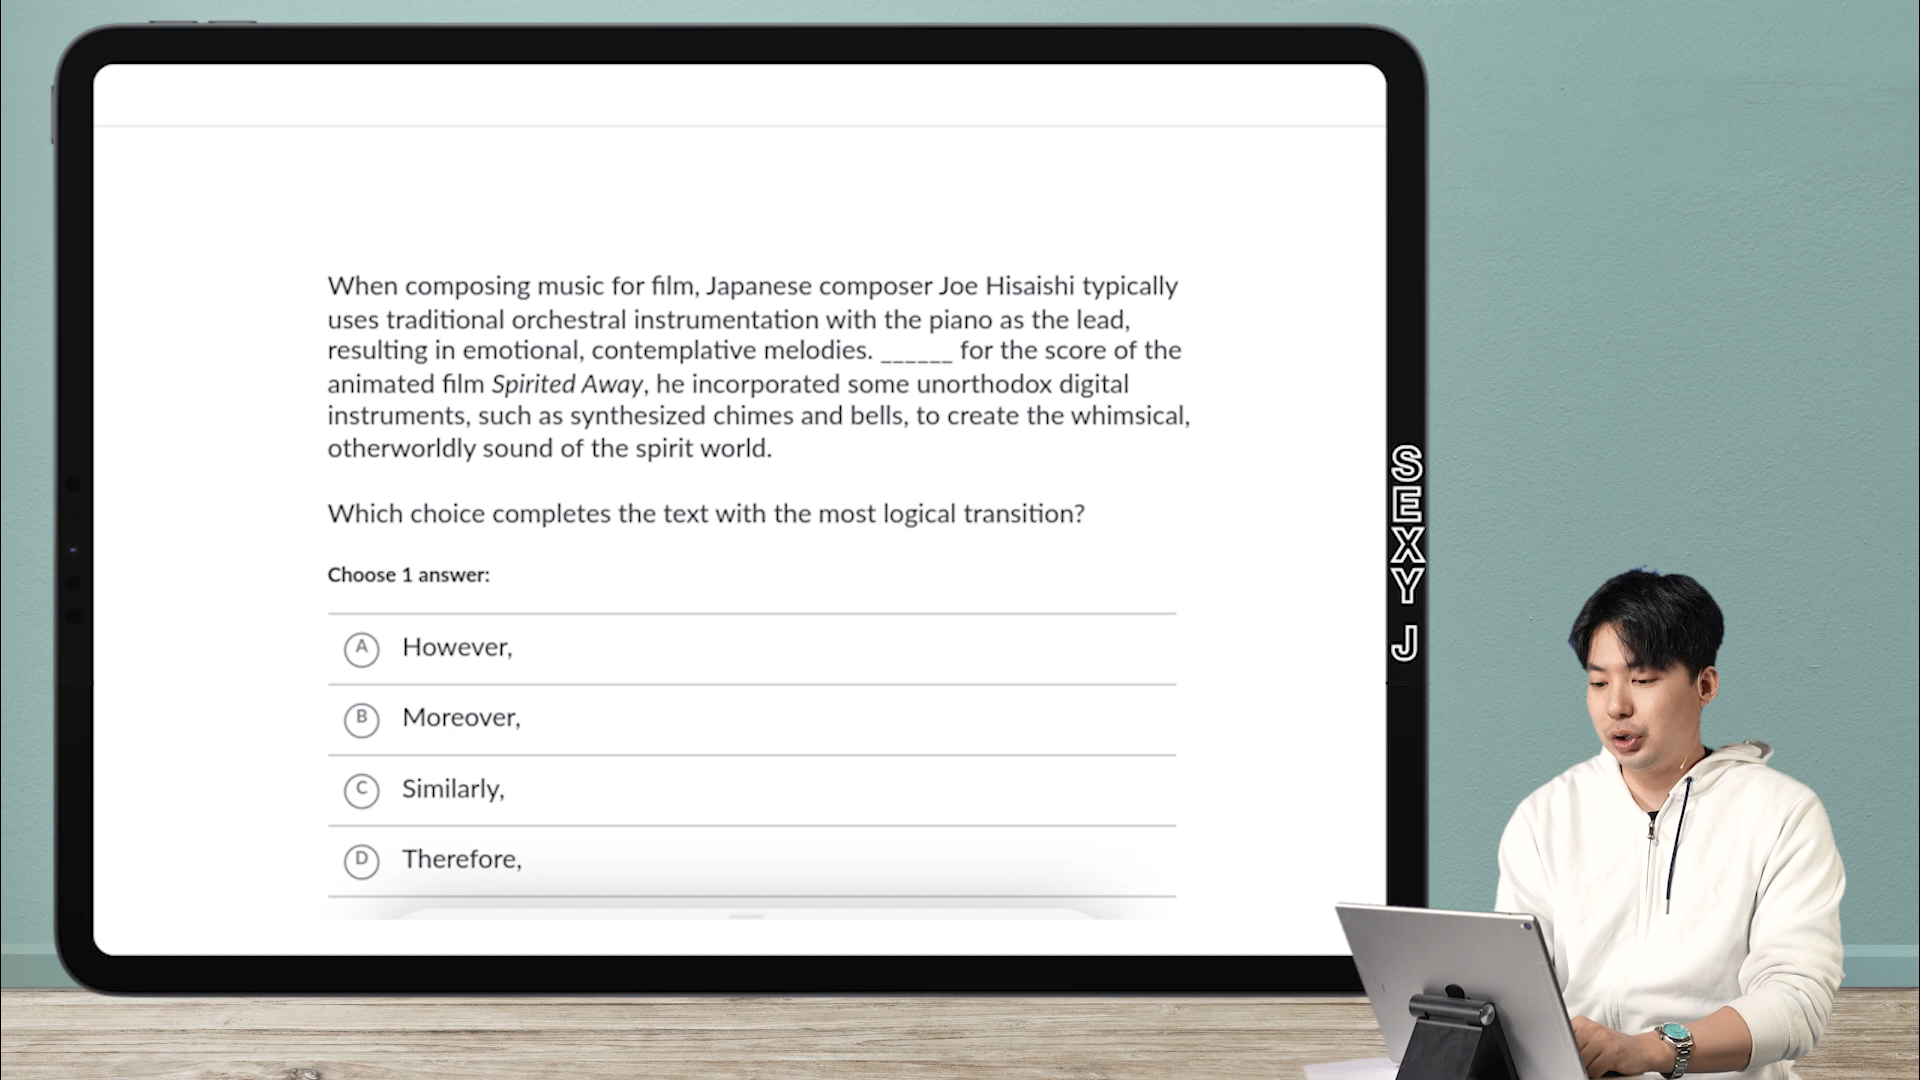 When composing music for film, Japanese composer Joe Hisaishi typically
uses traditional orchestral instrumentation with the piano as the lead,
resulting in emotional, contemplative melodies. ______ for the score of the
animated film Spirited Away, he incorporated some unorthodox digital
instruments, such as synthesized chimes and bells, to create the whimsical,
otherworldly sound of the spirit world.
Which choice completes the text with the most logical transition?
Choose 1 answer:
A However,
B Moreover,
C Similarly,
D Therefore,
SEXY J